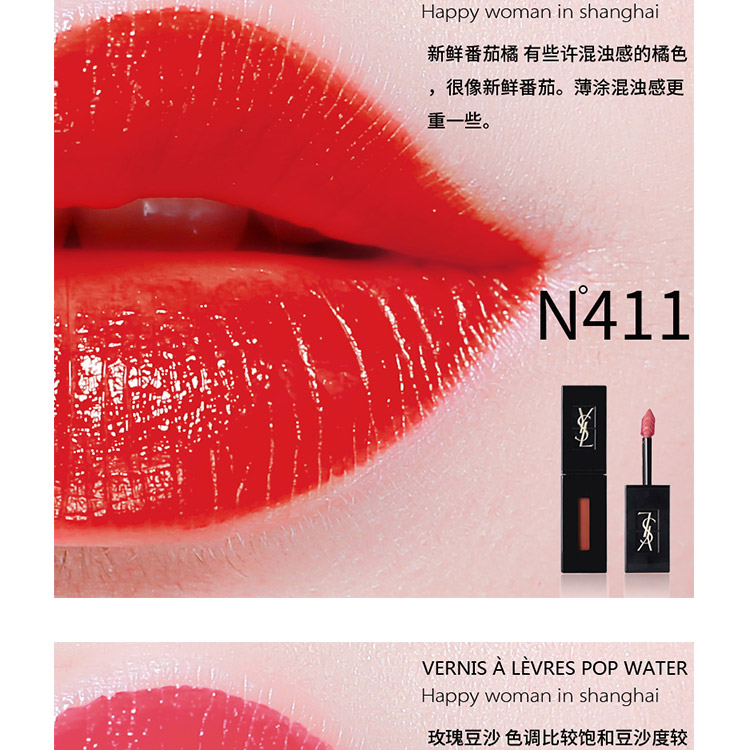 Happy woman in shanghai
新鲜番茄橘 有些许混浊感的橘色
，很像新鲜番茄。薄涂混浊感更
重一些。
N°411
YSL
YSL
VERNIS À LÈVRES POP WATER
Happy woman in shanghai
玫瑰豆沙 色调比较饱和豆沙度较